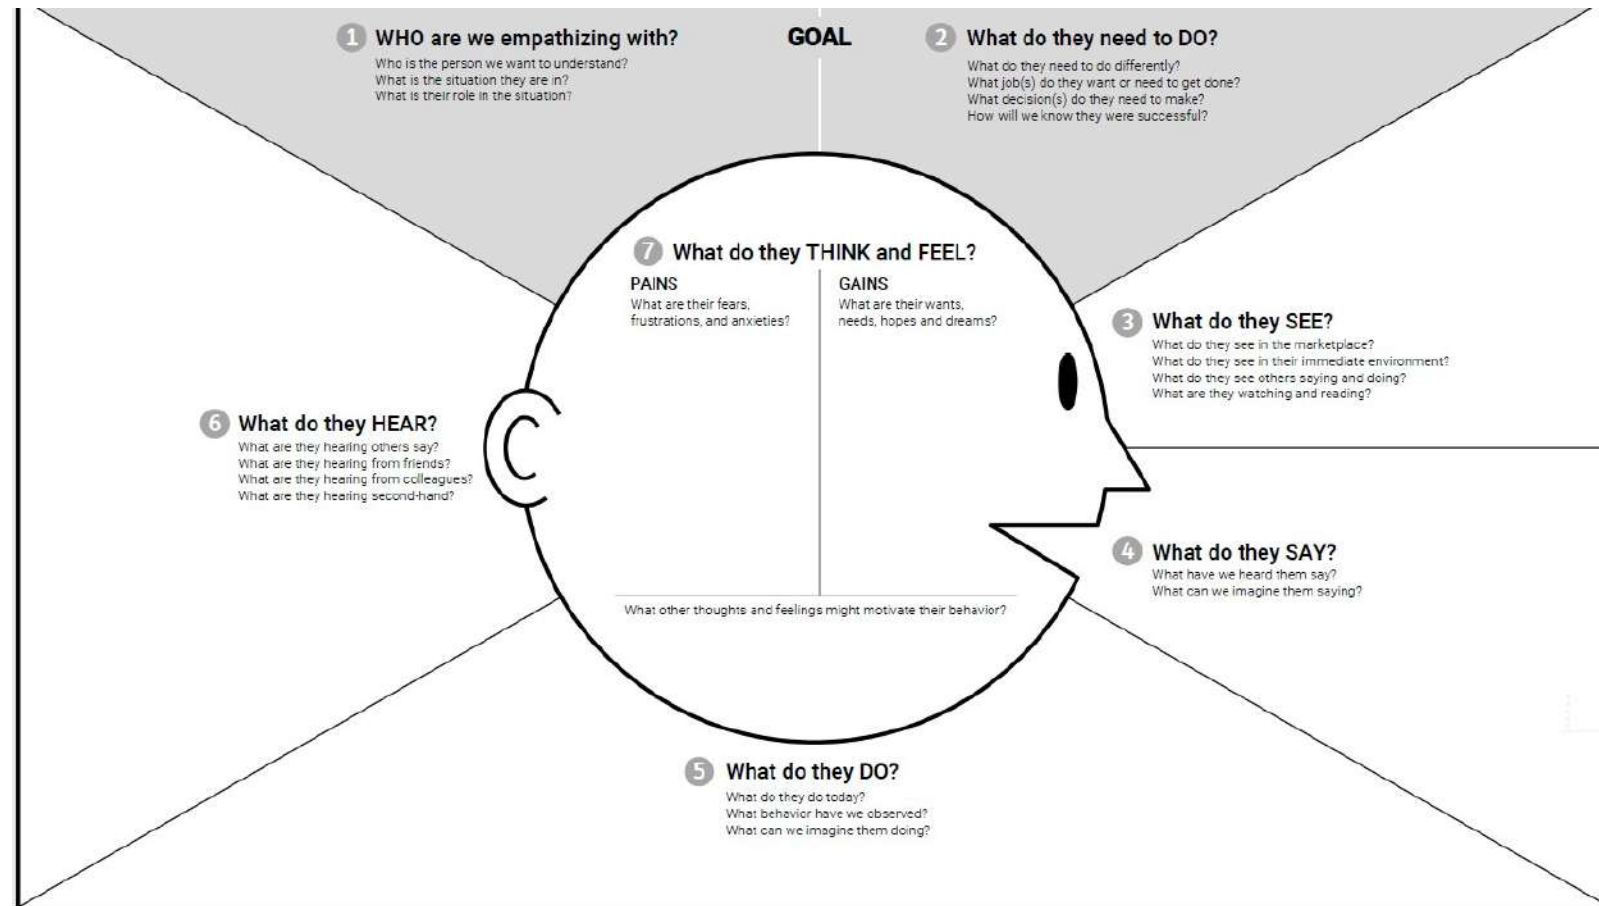 GOAL
1 WHO are we empathizing with?
Who is the person we want to understand?
What is the situation they are in?
What is their role in the situation?
2 What do they need to DO?
What do they need to do differently?
What job(s) do they want or need to get done?
What decision(s) do they need to make?
How will we know they were successful?
3 What do they SEE?
What do they see in the marketplace?
What do they see in their immediate environment?
What do they see others saying and doing?
What are they watching and reading?
4 What do they SAY?
What have we heard them say?
What can we imagine them saying?
5 What do they DO?
What do they do today?
What behavior have we observed?
What can we imagine them doing?
6 What do they HEAR?
What are they hearing others say?
What are they hearing from friends?
What are they hearing from colleagues?
What are they hearing second-hand?
7 What do they THINK and FEEL?
PAINS
What are their fears,
frustrations, and anxieties?
GAINS
What are their wants,
needs, hopes and dreams?
What other thoughts and feelings might motivate their behavior?